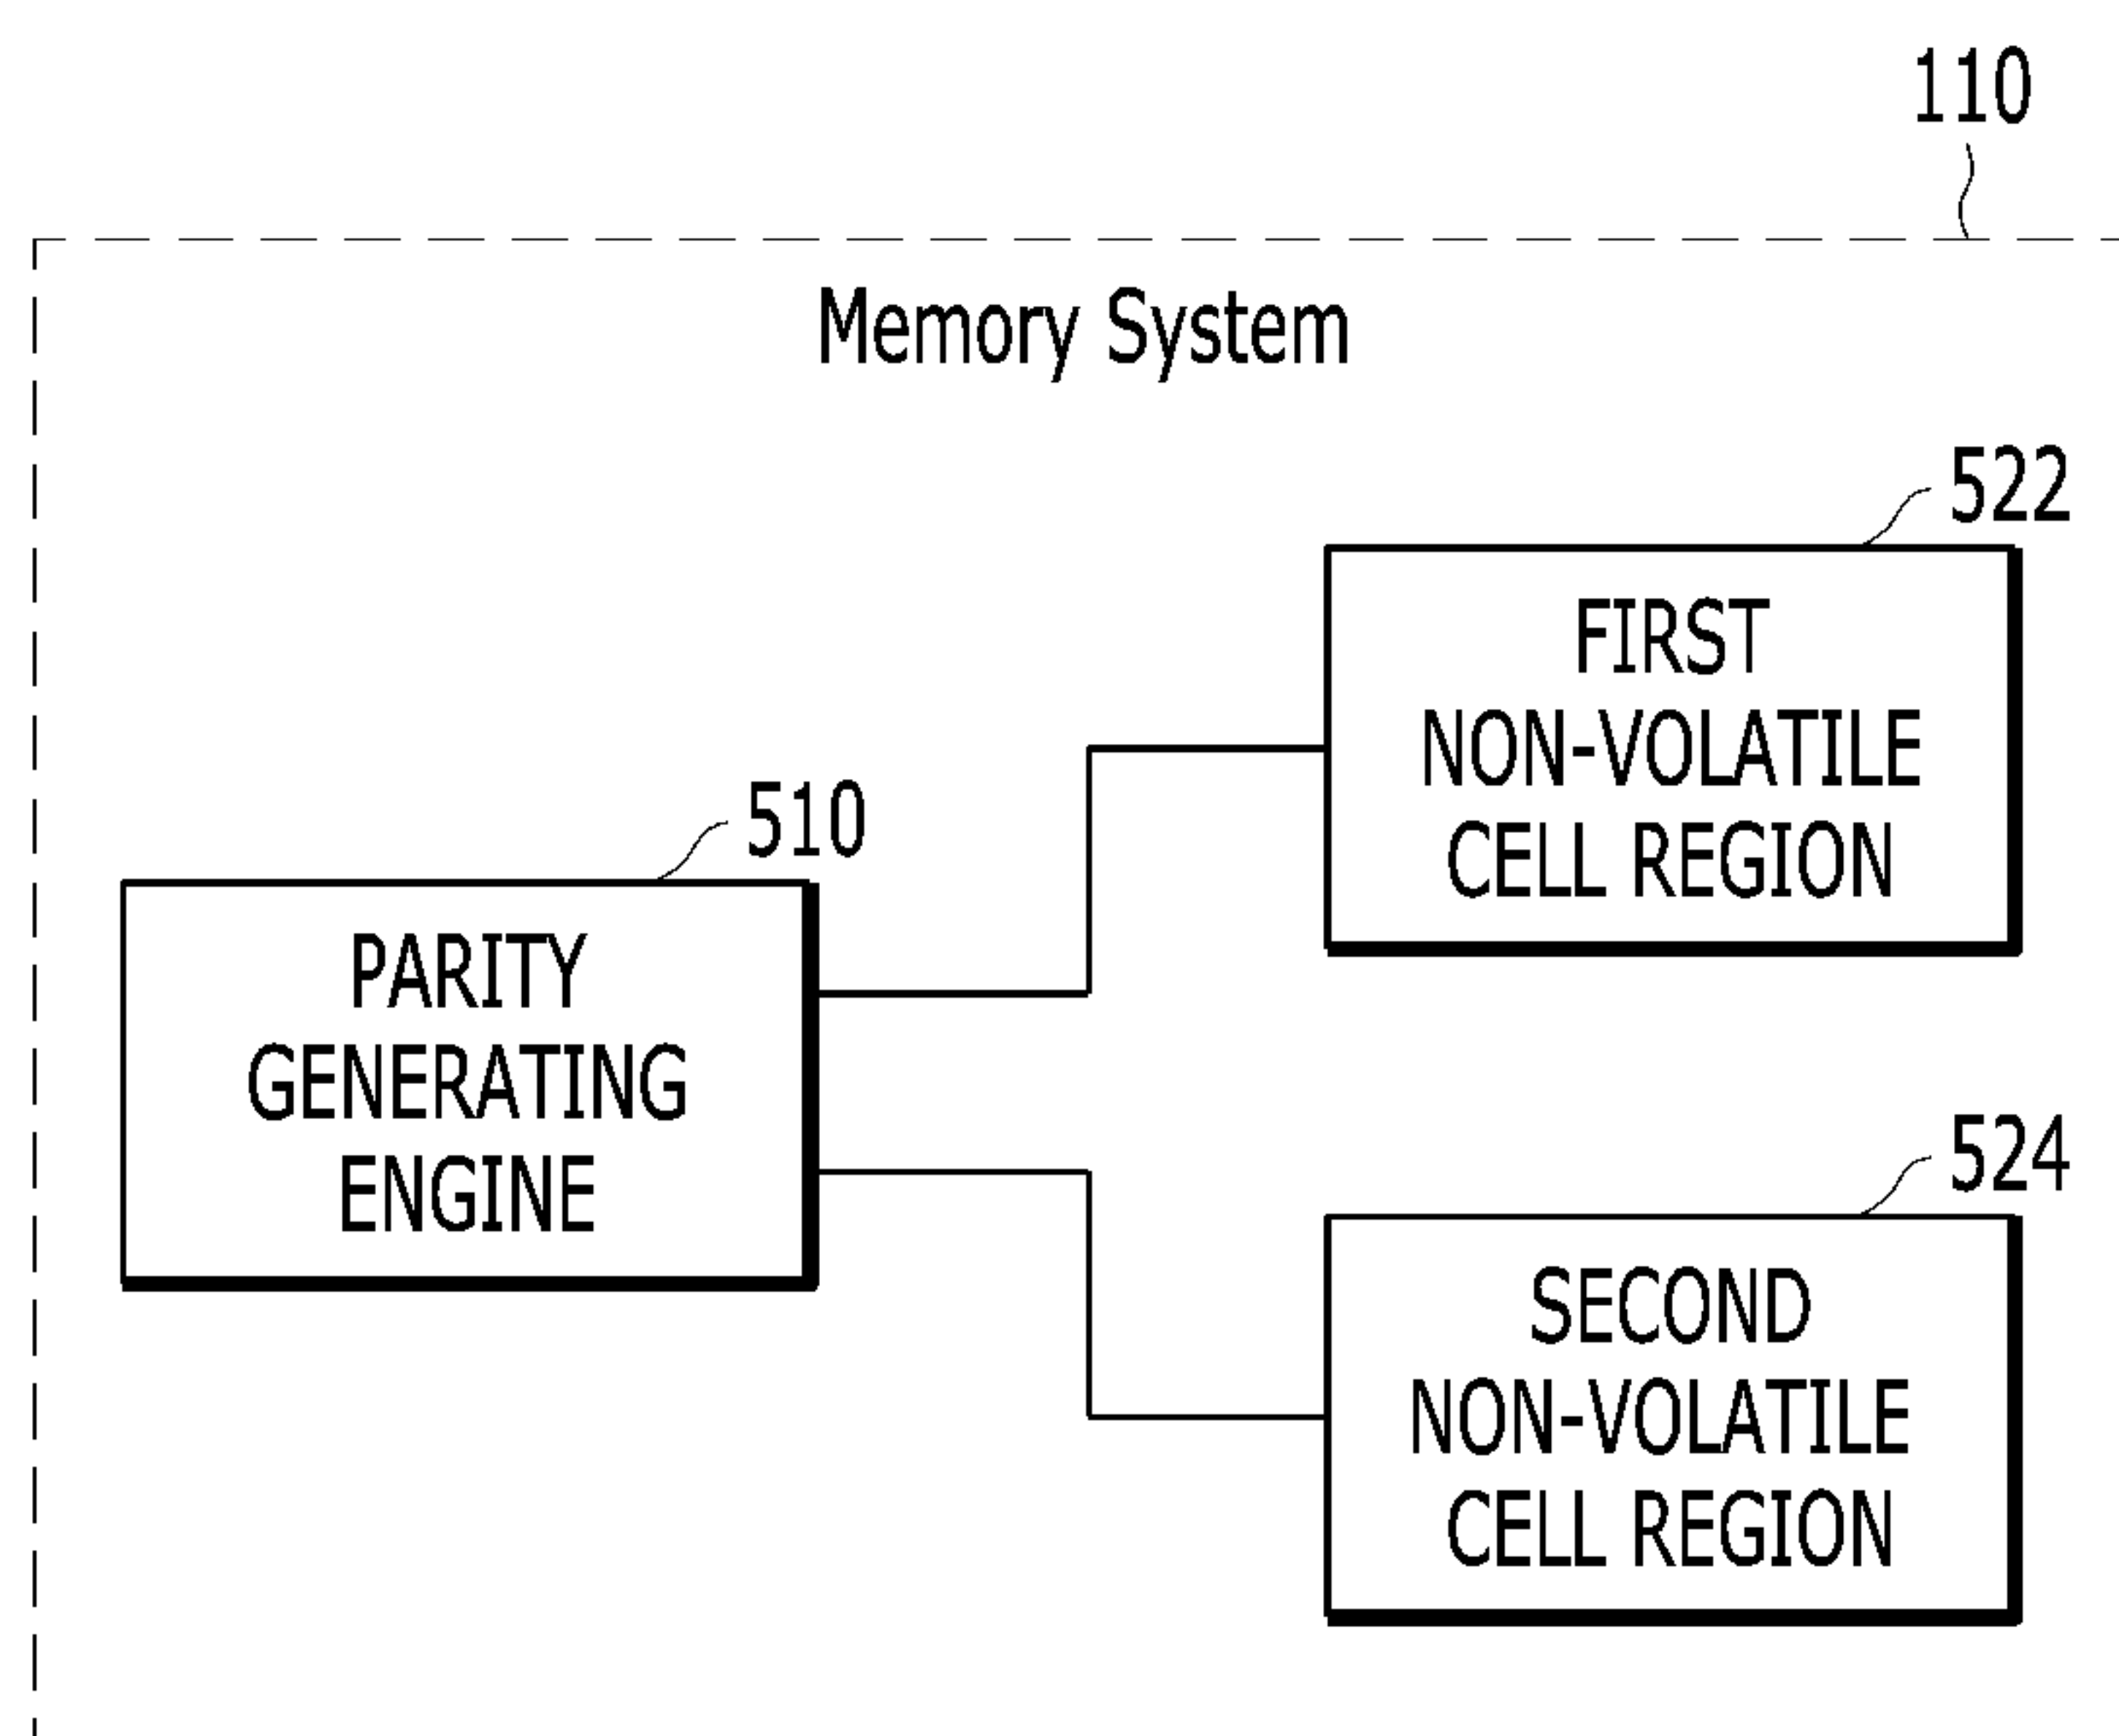 110
Memory System
522
FIRST
NON-VOLATILE
CELL REGION
510
PARITY
GENERATING
ENGINE
524
SECOND
NON-VOLATILE
CELL REGION